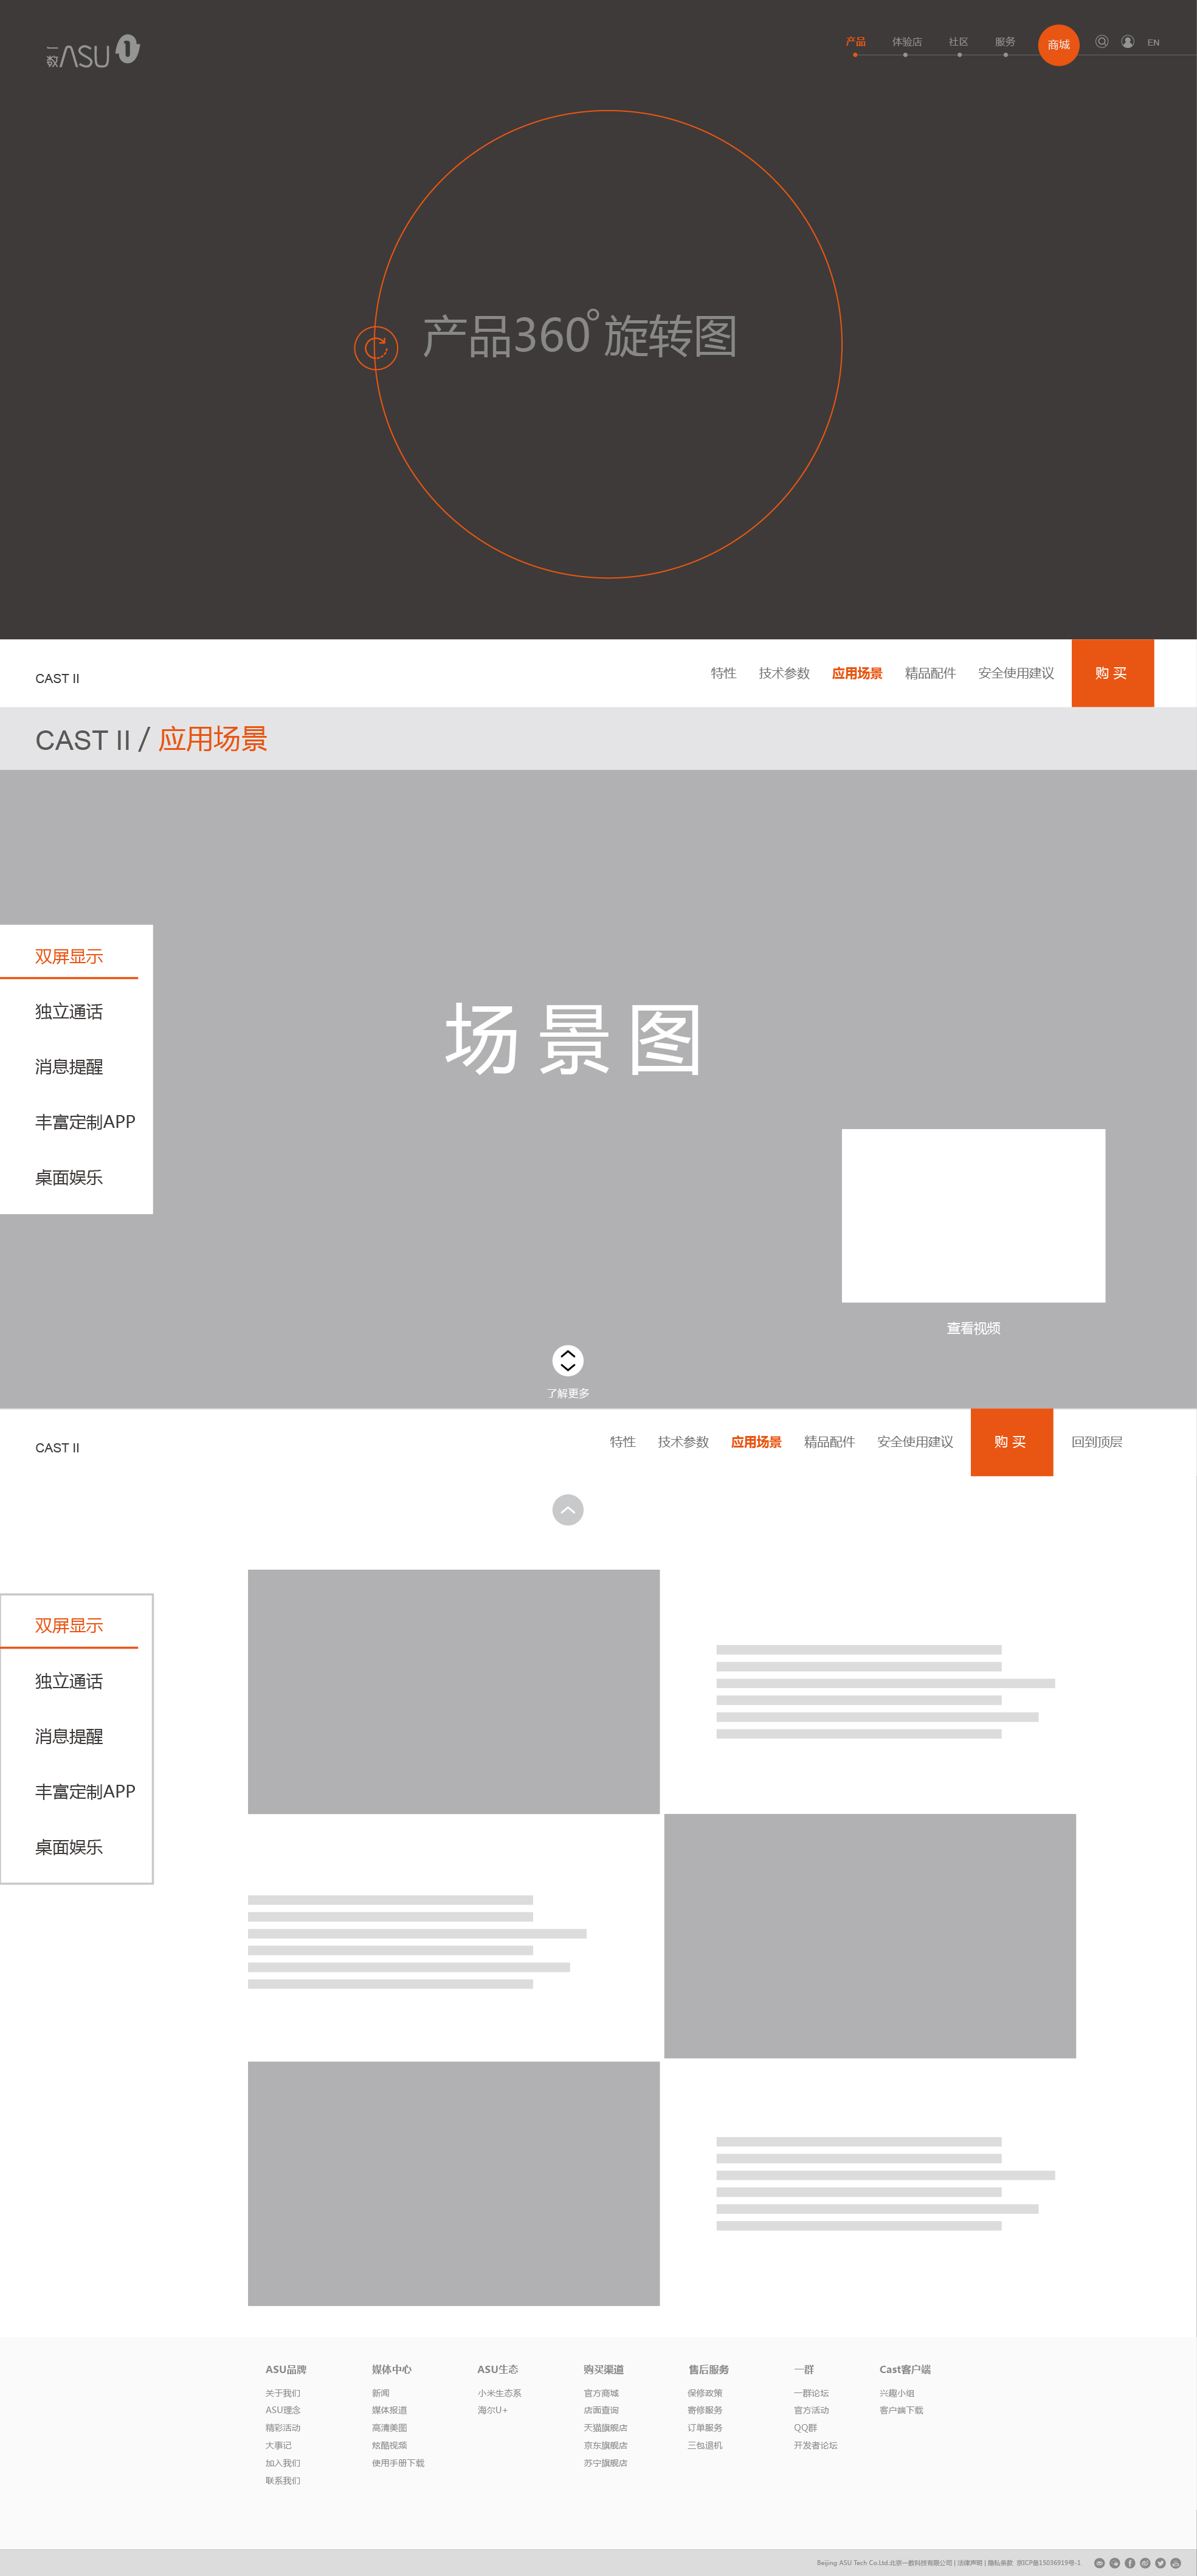 一数 ASU 1
产品 体验店 社区 服务 商城 EN
产品360°旋转图
CAST II
特性 技术参数 应用场景 精品配件 安全使用建议 购 买
CAST II / 应用场景
双屏显示
独立通话
消息提醒
丰富定制APP
桌面娱乐
场景图
查看视频
了解更多
CAST II
特性 技术参数 应用场景 精品配件 安全使用建议 购 买 回到顶层
双屏显示
独立通话
消息提醒
丰富定制APP
桌面娱乐
ASU品牌
关于我们
ASU理念
精彩活动
大事记
加入我们
联系我们
媒体中心
新闻
媒体报道
高清美图
炫酷视频
使用手册下载
ASU生态
小米生态系
海尔U+
购买渠道
官方商城
店面查询
天猫旗舰店
京东旗舰店
苏宁旗舰店
售后服务
保修政策
寄修服务
订单服务
三包退机
一群
一群论坛
官方活动
QQ群
开发者论坛
Cast客户端
兴趣小组
客户端下载
Beijing ASU Tech Co.Ltd.北京一数科技有限公司 | 法律声明 | 隐私条款 京ICP备15036919号-1